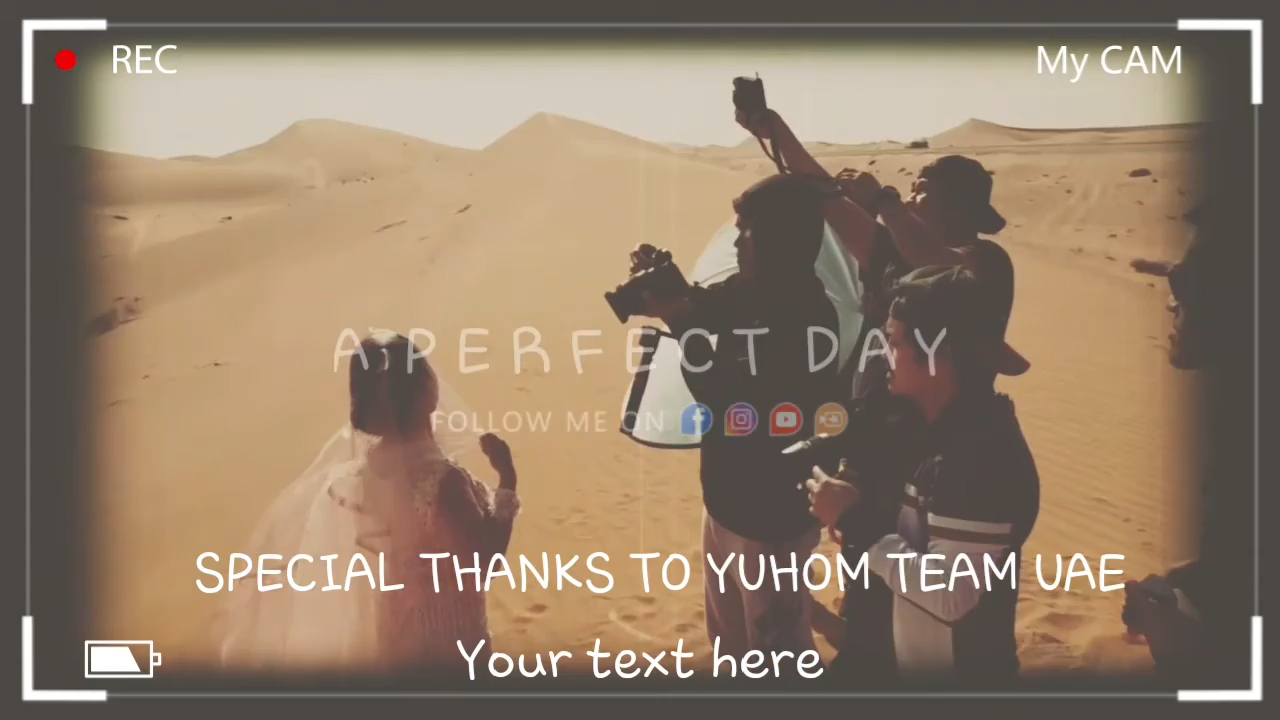 REC
My CAM
A PERFECT DAY
FOLLOW ME ON
SPECIAL THANKS TO YUHOM TEAM UAE
Your text here